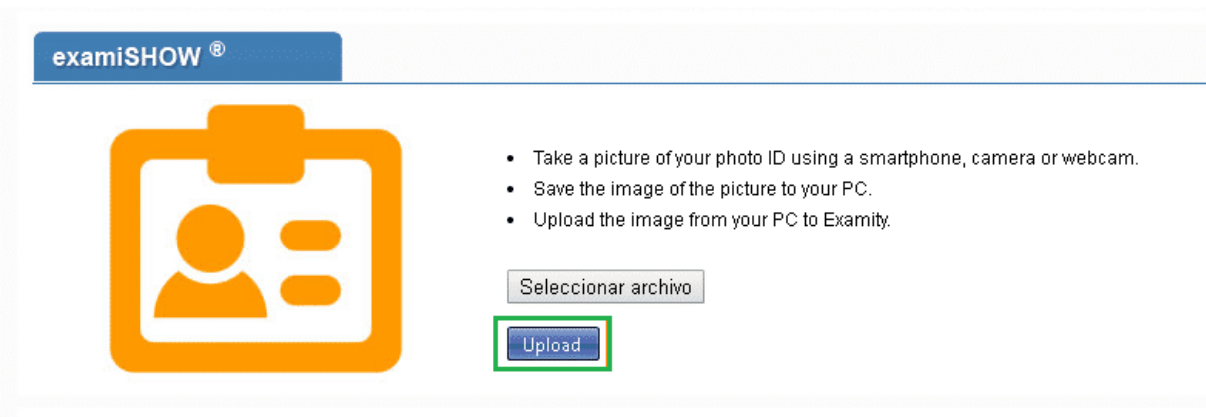 examiSHOW ®
• Take a picture of your photo ID using a smartphone, camera or webcam.
• Save the image of the picture to your PC.
• Upload the image from your PC to Examity.
Seleccionar archivo
Upload